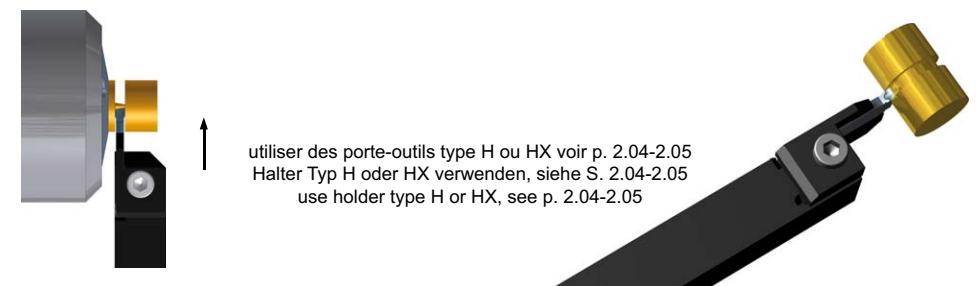 utiliser des porte-outils type H ou HX voir p. 2.04-2.05
Halter Typ H oder HX verwenden, siehe S. 2.04-2.05
use holder type H or HX, see p. 2.04-2.05